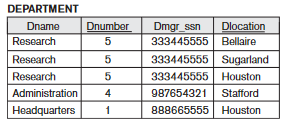 DEPARTMENT
Dname Dnumber Dmgr_ssn Dlocation
Research 5 333445555 Bellaire
Research 5 333445555 Sugarland
Research 5 333445555 Houston
Administration 4 987654321 Stafford
Headquarters 1 888665555 Houston